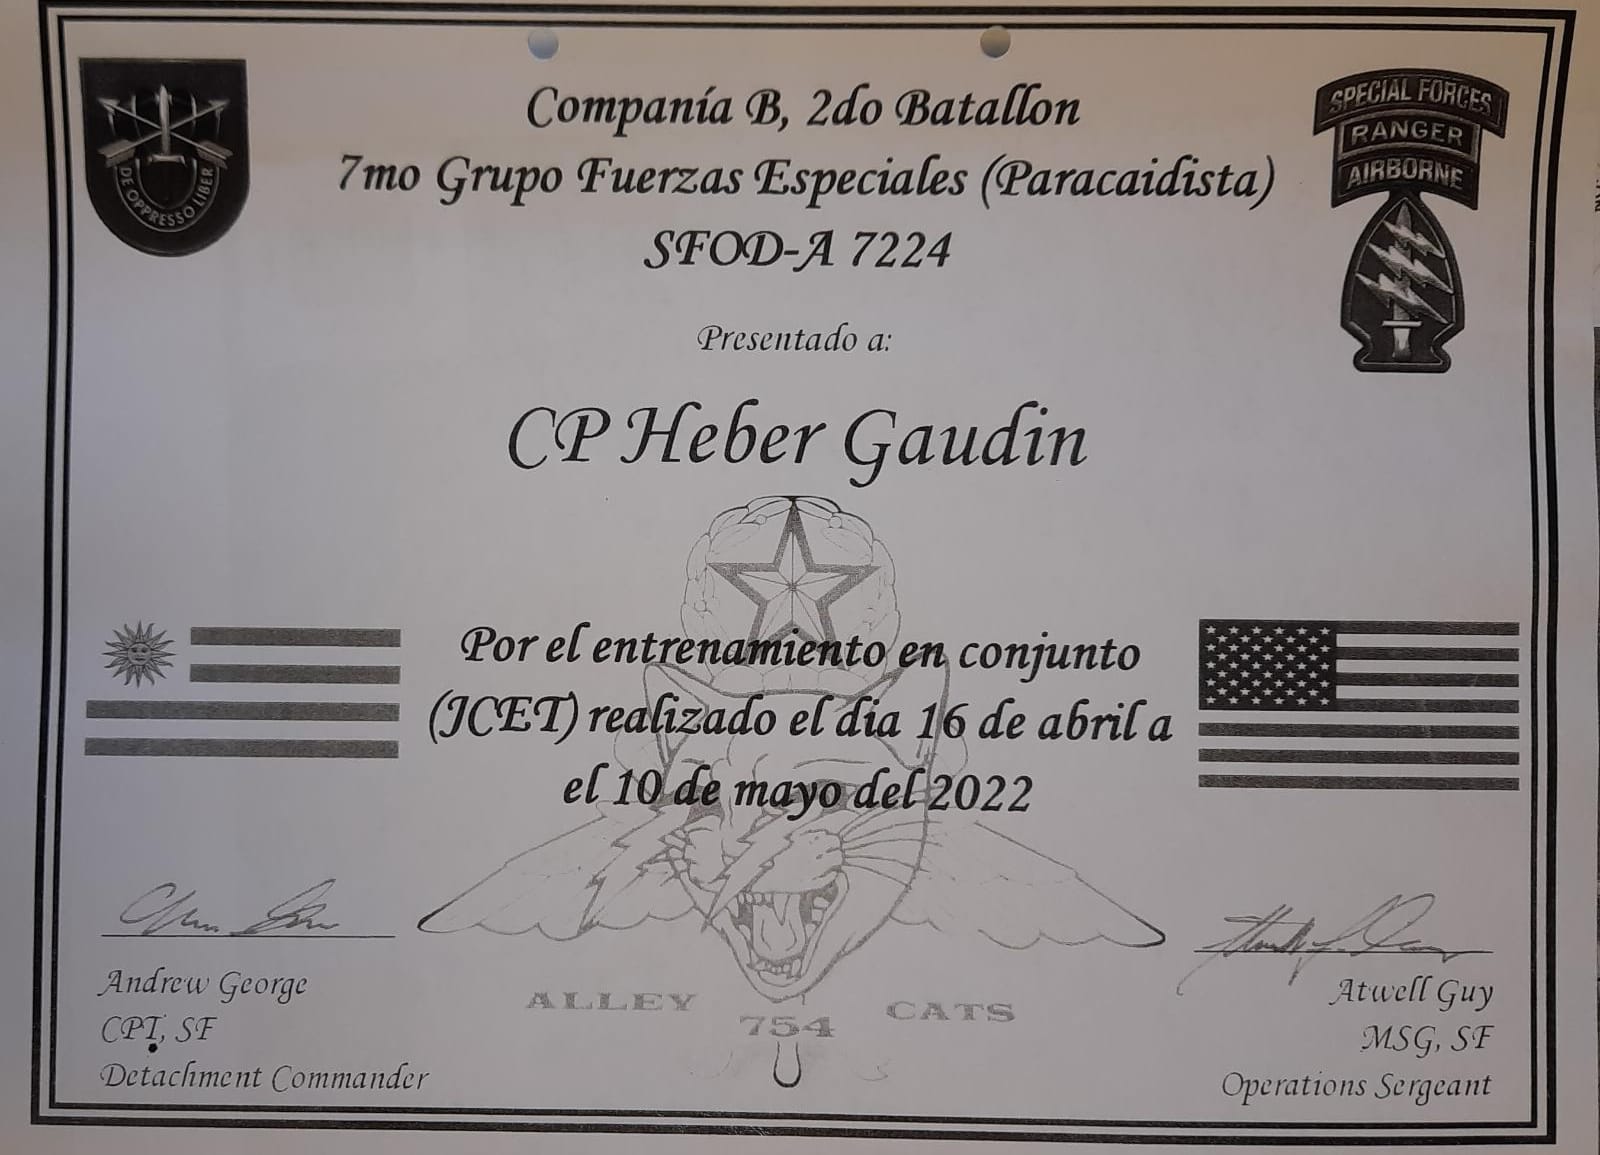 DE OPPRESSO LIBER
SPECIAL FORCES
RANGER
AIRBORNE
Companía B, 2do Batallon
7mo Grupo Fuerzas Especiales (Paracaidista)
SFOD-A 7224
Presentado a:
CP Heber Gaudin
Por el entrenamiento en conjunto
(JCET) realizado el dia 16 de abril a
el 10 de mayo del 2022
Andrew George
CPT, SF
Detachment Commander
ALLEY 754 CATS
Atwell Guy
MSG, SF
Operations Sergeant